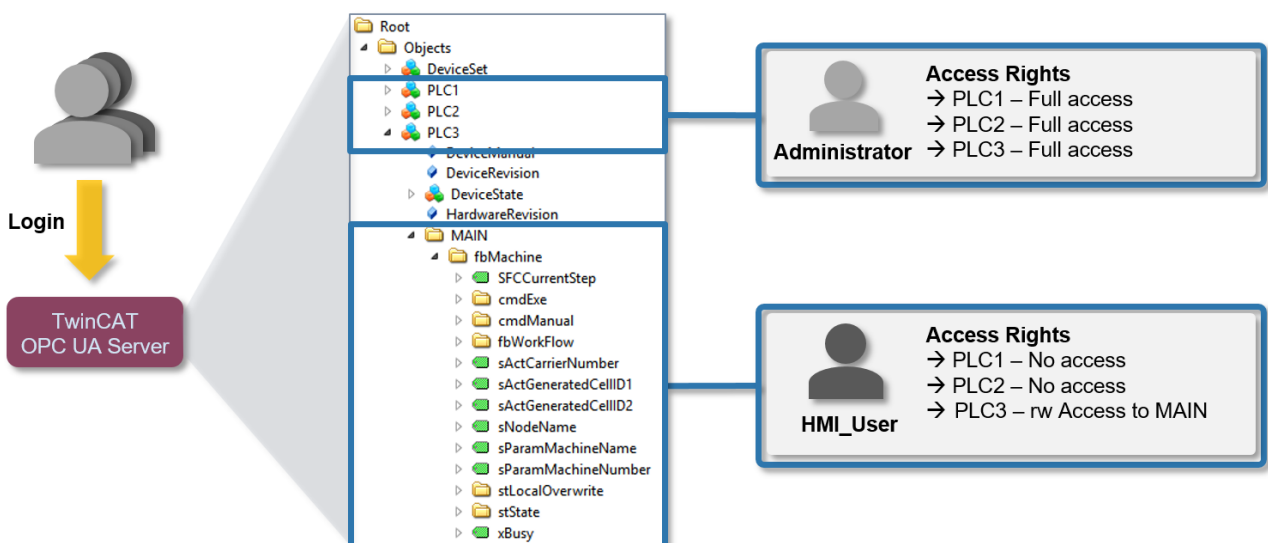 Login
TwinCAT
OPC UA Server
Root
Objects
DeviceSet
PLC1
PLC2
PLC3
DeviceManual
DeviceRevision
DeviceState
HardwareRevision
MAIN
fbMachine
SFCCurrentStep
cmdExe
cmdManual
fbWorkFlow
sActCarrierNumber
sActGeneratedCellID1
sActGeneratedCellID2
sNodeName
sParamMachineName
sParamMachineNumber
stLocalOverwrite
stState
xBusy
Administrator
Access Rights
→ PLC1 – Full access
→ PLC2 – Full access
→ PLC3 – Full access
HMI_User
Access Rights
→ PLC1 – No access
→ PLC2 – No access
→ PLC3 – rw Access to MAIN